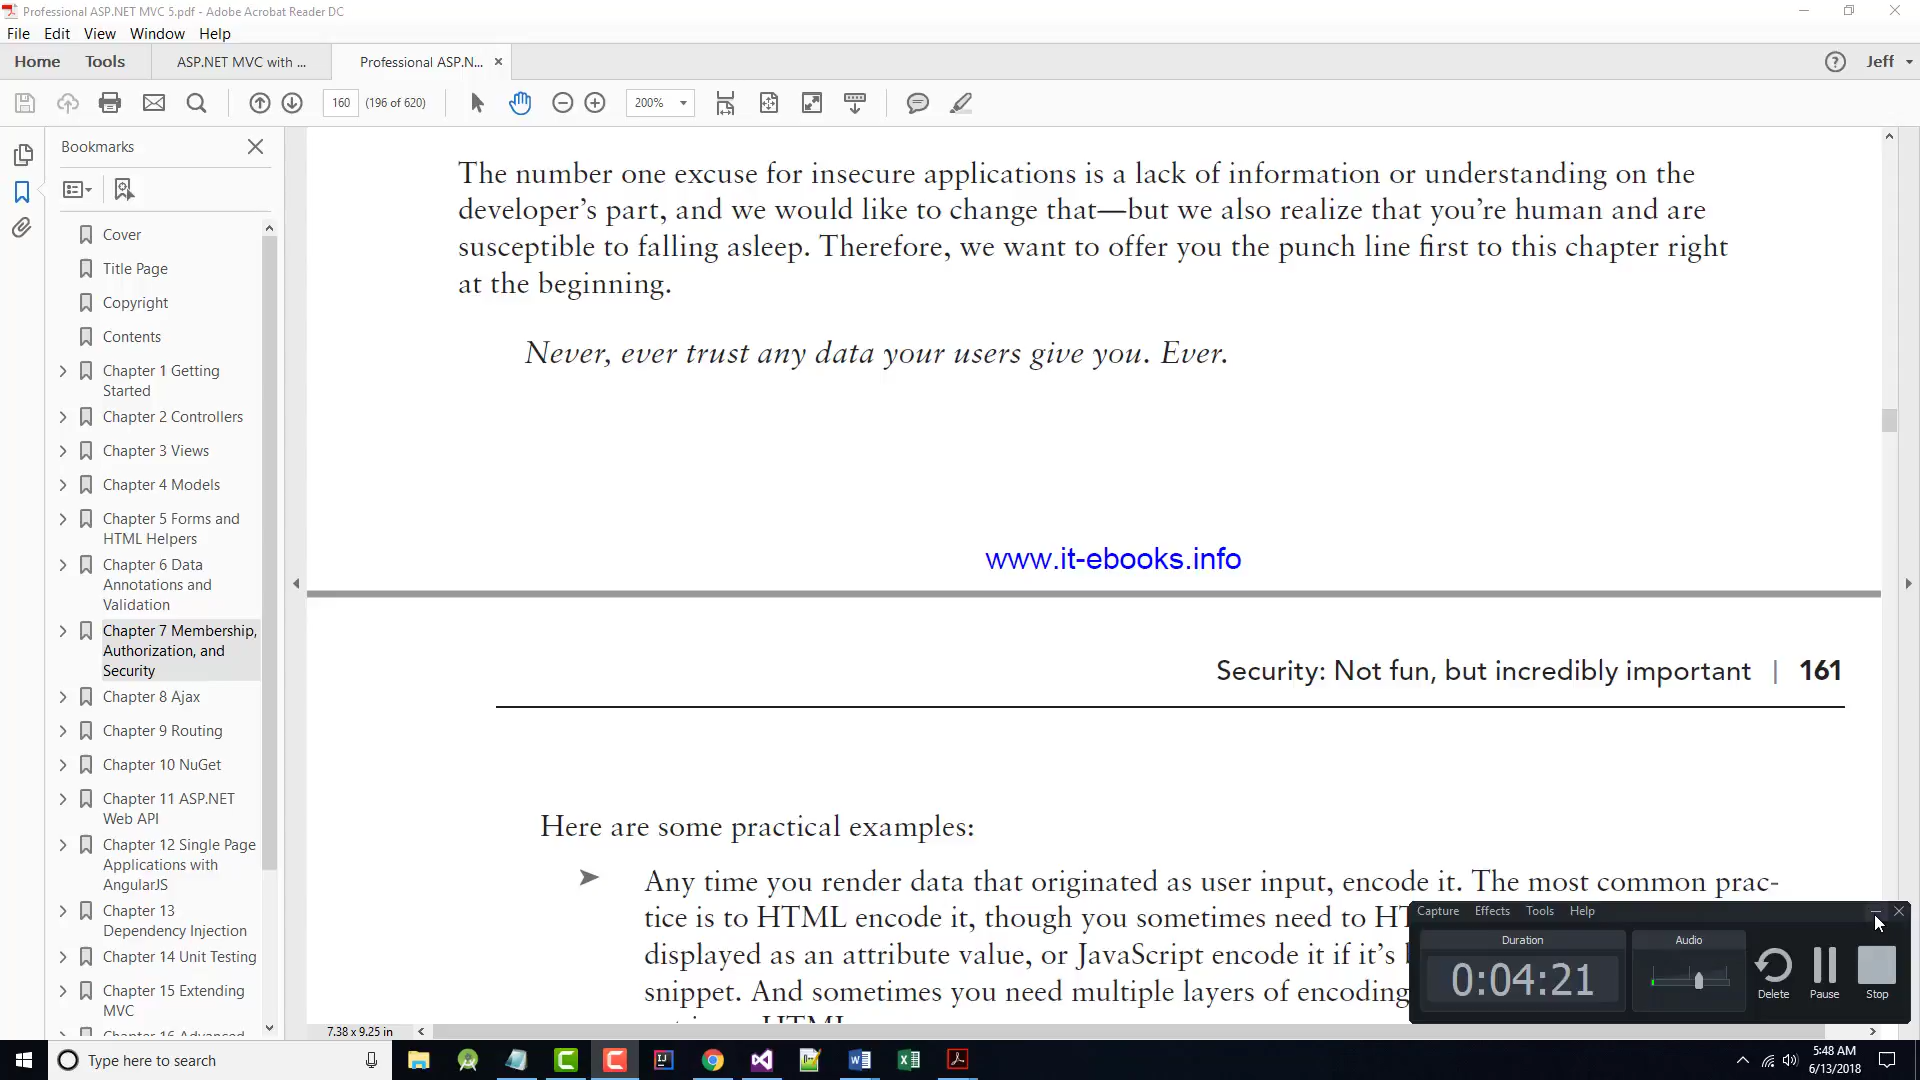 Professional ASP.NET MVC 5.pdf - Adobe Acrobat Reader DC
File Edit View Window Help
Home Tools ASP.NET MVC with ... Professional ASP.N... Jeff
160 (196 of 620) 200%
Bookmarks
Cover
Title Page
Copyright
Contents
Chapter 1 Getting
Started
Chapter 2 Controllers
Chapter 3 Views
Chapter 4 Models
Chapter 5 Forms and
HTML Helpers
Chapter 6 Data
Annotations and
Validation
Chapter 7 Membership,
Authorization, and
Security
Chapter 8 Ajax
Chapter 9 Routing
Chapter 10 NuGet
Chapter 11 ASP.NET
Web API
Chapter 12 Single Page
Applications with
AngularJS
Chapter 13
Dependency Injection
Chapter 14 Unit Testing
Chapter 15 Extending
MVC
Chapter 16 Advanced
The number one excuse for insecure applications is a lack of information or understanding on the
developer's part, and we would like to change that—but we also realize that you're human and are
susceptible to falling asleep. Therefore, we want to offer you the punch line first to this chapter right
at the beginning.
Never, ever trust any data your users give you. Ever.
www.it-ebooks.info
Security: Not fun, but incredibly important | 161
Here are some practical examples:
➤ Any time you render data that originated as user input, encode it. The most common prac-
tice is to HTML encode it, though you sometimes need to
displayed as an attribute value, or JavaScript encode it if it's
snippet. And sometimes you need multiple layers of encoding
HTML
7.38 x 9.25 in
Capture Effects Tools Help
Duration Audio
0:04:21
Delete Pause Stop
Type here to search
5:48 AM
6/13/2018